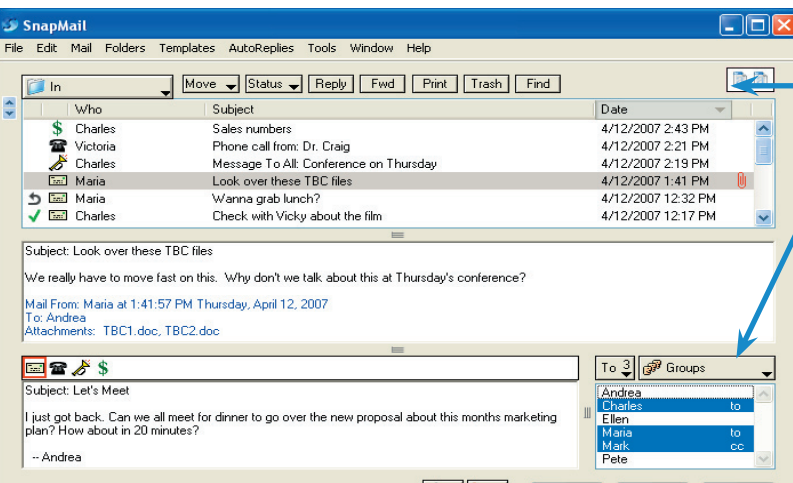 SnapMail
File Edit Mail Folders Templates AutoReplies Tools Window Help
In Move Status Reply Fwd Print Trash Find
Who Subject Date
$ Charles Sales numbers 4/12/2007 2:43 PM
Victoria Phone call from: Dr. Craig 4/12/2007 2:21 PM
Charles Message To All: Conference on Thursday 4/12/2007 2:19 PM
Maria Look over these TBC files 4/12/2007 1:41 PM
Maria Wanna grab lunch? 4/12/2007 12:32 PM
Charles Check with Vicky about the film 4/12/2007 12:17 PM
Subject: Look over these TBC files
We really have to move fast on this. Why don't we talk about this at Thursday's conference?
Mail From: Maria at 1:41:57 PM Thursday, April 12, 2007
To: Andrea
Attachments: TBC1.doc, TBC2.doc
$ To 3 Groups
Subject: Let's Meet
I just got back. Can we all meet for dinner to go over the new proposal about this months marketing
plan? How about in 20 minutes?
-- Andrea
Andrea
Charles to
Ellen
Maria to
Mark cc
Pete